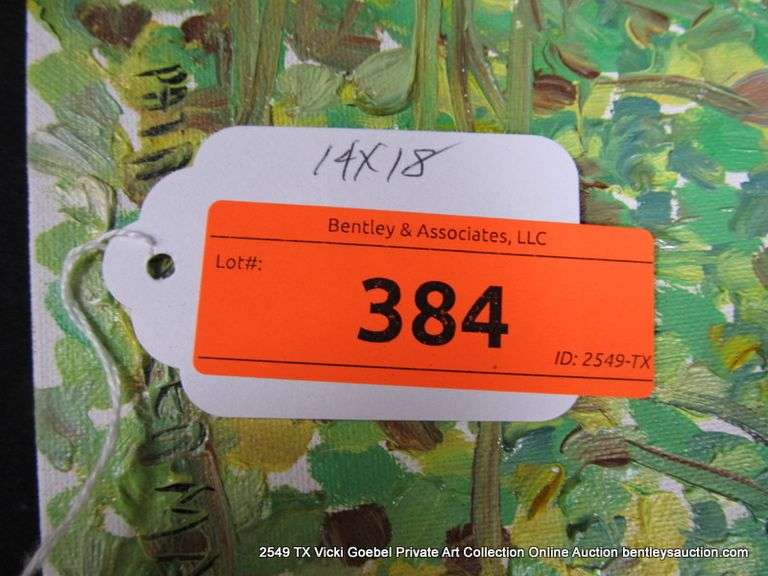 14X18
Bentley & Associates, LLC
Lot#:
384
ID: 2549-TX
2549 TX Vicki Goebel Private Art Collection Online Auction bentleysauction.com